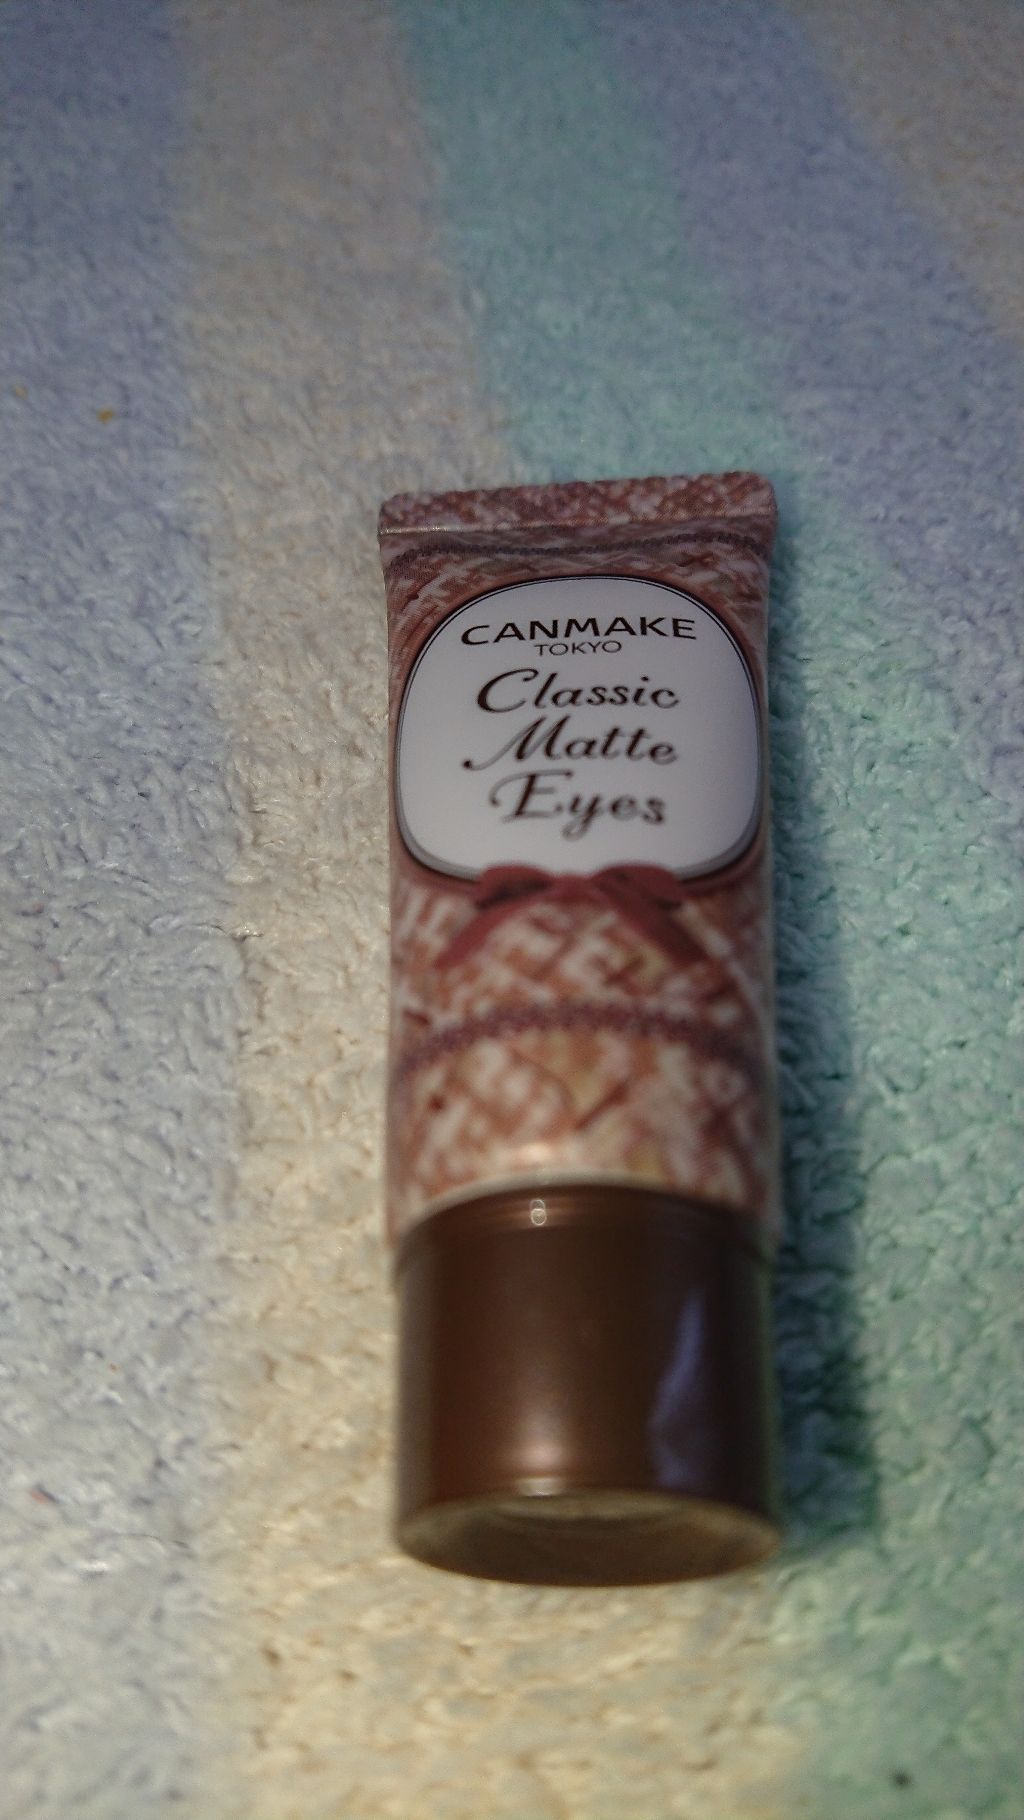 CANMAKE
TOKYO
Classic
Matte
Eyes